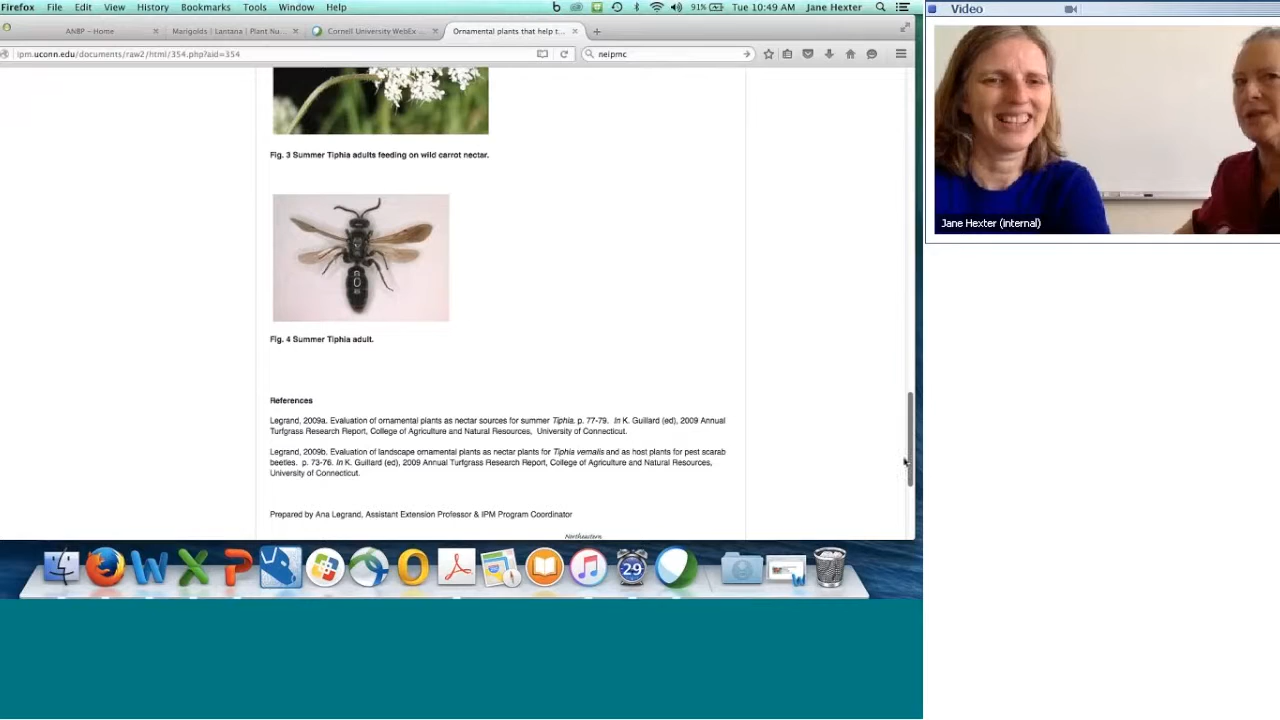 Firefox File Edit View History Bookmarks Tools Window Help 91% Tue 10:49 AM Jane Hexter
Video
ANBP – Home
Marigolds | Lantana | Plant Nu...
Cornell University WebEx ...
Ornamental plants that help t...
ipm.uconn.edu/documents/raw2/html/354.php?aid=354
neipmc
Fig. 3 Summer Tiphia adults feeding on wild carrot nectar.
Jane Hexter (internal)
Fig. 4 Summer Tiphia adult.
References
Legrand, 2009a. Evaluation of ornamental plants as nectar sources for summer Tiphia. p. 77-79. In K. Guillard (ed), 2009 Annual
Turfgrass Research Report, College of Agriculture and Natural Resources, University of Connecticut.
Legrand, 2009b. Evaluation of landscape ornamental plants as nectar plants for Tiphia vernalis and as host plants for pest scarab
beetles. p. 73-76. In K. Guillard (ed), 2009 Annual Turfgrass Research Report, College of Agriculture and Natural Resources,
University of Connecticut.
Prepared by Ana Legrand, Assistant Extension Professor & IPM Program Coordinator
Northeastern
29